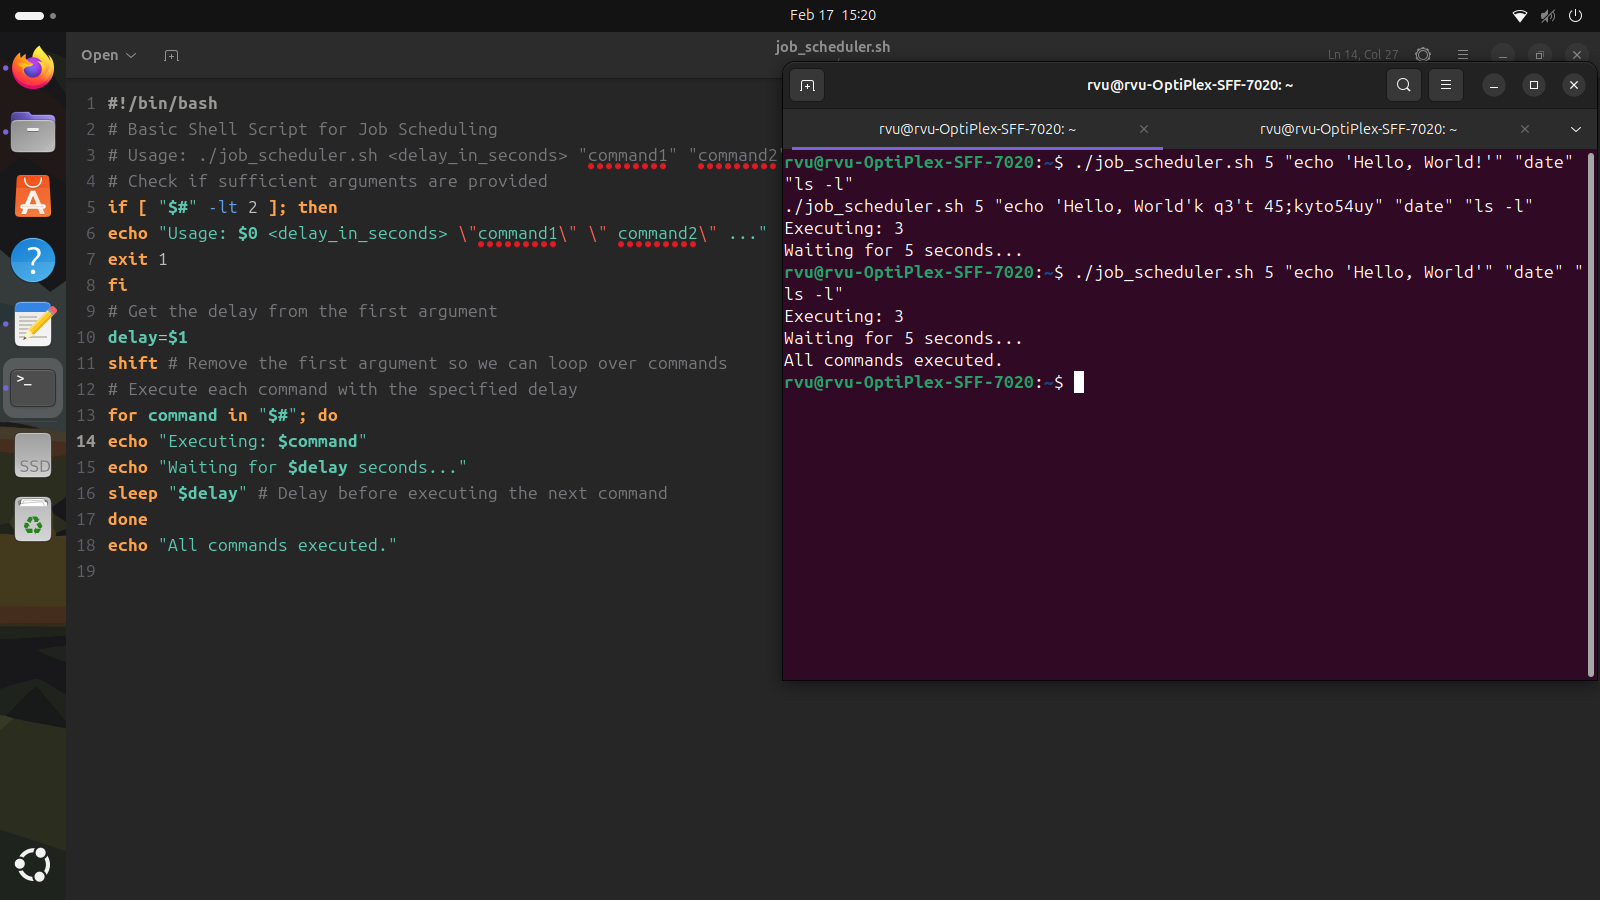 Feb 17 15:20
Open
job_scheduler.sh
Ln 14, Col 27
1 #!/bin/bash
2 # Basic Shell Script for Job Scheduling
3 # Usage: ./job_scheduler.sh <delay_in_seconds> "command1" "command2"
4 # Check if sufficient arguments are provided
5 if [ "$#" -lt 2 ]; then
6 echo "Usage: $0 <delay_in_seconds> \"command1\" \" command2\" ..."
7 exit 1
8 fi
9 # Get the delay from the first argument
10 delay=$1
11 shift # Remove the first argument so we can loop over commands
12 # Execute each command with the specified delay
13 for command in "$#"; do
14 echo "Executing: $command"
15 echo "Waiting for $delay seconds..."
16 sleep "$delay" # Delay before executing the next command
17 done
18 echo "All commands executed."
19
rvu@rvu-OptiPlex-SFF-7020: ~
rvu@rvu-OptiPlex-SFF-7020: ~ rvu@rvu-OptiPlex-SFF-7020: ~
rvu@rvu-OptiPlex-SFF-7020:~$ ./job_scheduler.sh 5 "echo 'Hello, World!'" "date"
"ls -l"
./job_scheduler.sh 5 "echo 'Hello, World'k q3't 45;kyto54uy" "date" "ls -l"
Executing: 3
Waiting for 5 seconds...
rvu@rvu-OptiPlex-SFF-7020:~$ ./job_scheduler.sh 5 "echo 'Hello, World'" "date" "
ls -l"
Executing: 3
Waiting for 5 seconds...
All commands executed.
rvu@rvu-OptiPlex-SFF-7020:~$
SSD